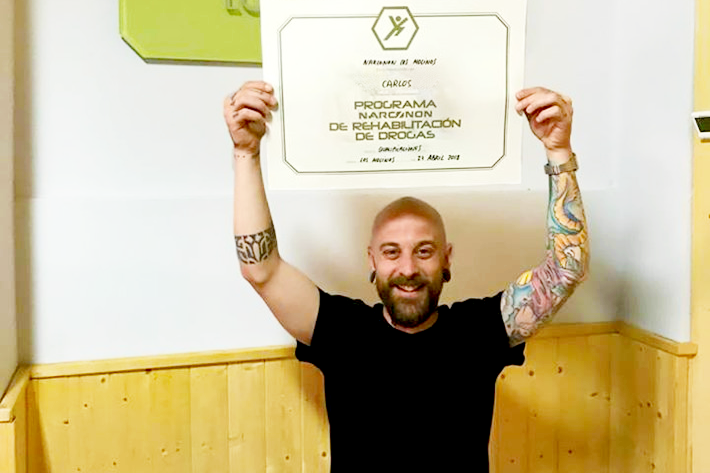 NARCONON LOS MOLINOS
CARLOS
PROGRAMA
NARCONON
DE REHABILITACIÓN
DE DROGAS
LOS MOLINOS 24 ABRIL 2018